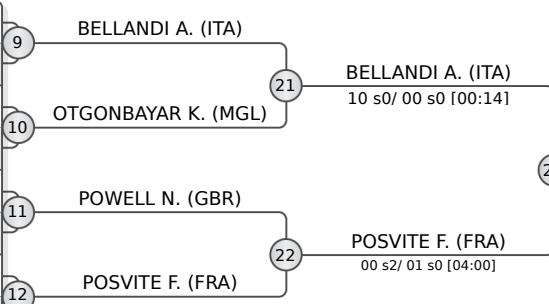 BELLANDI A. (ITA)
9
21
BELLANDI A. (ITA)
10 s0/ 00 s0 [00:14]
OTGONBAYAR K. (MGL)
10
POWELL N. (GBR)
11
22
POSVITE F. (FRA)
00 s2/ 01 s0 [04:00]
POSVITE F. (FRA)
12